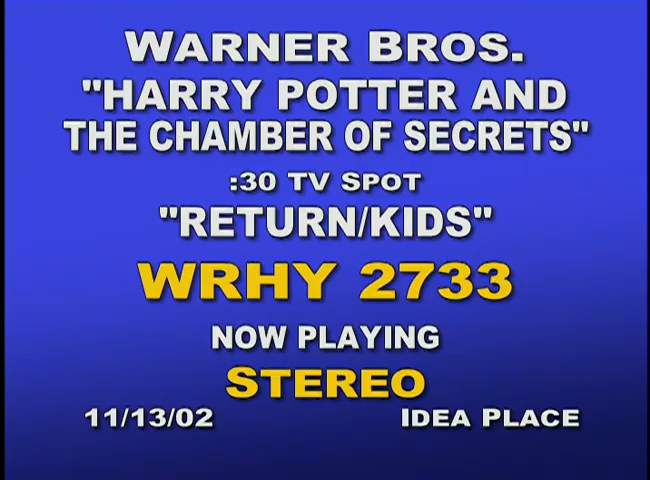 WARNER BROS.
"HARRY POTTER AND
THE CHAMBER OF SECRETS"
:30 TV SPOT
"RETURN/KIDS"
WRHY 2733
NOW PLAYING
STEREO
11/13/02 IDEA PLACE